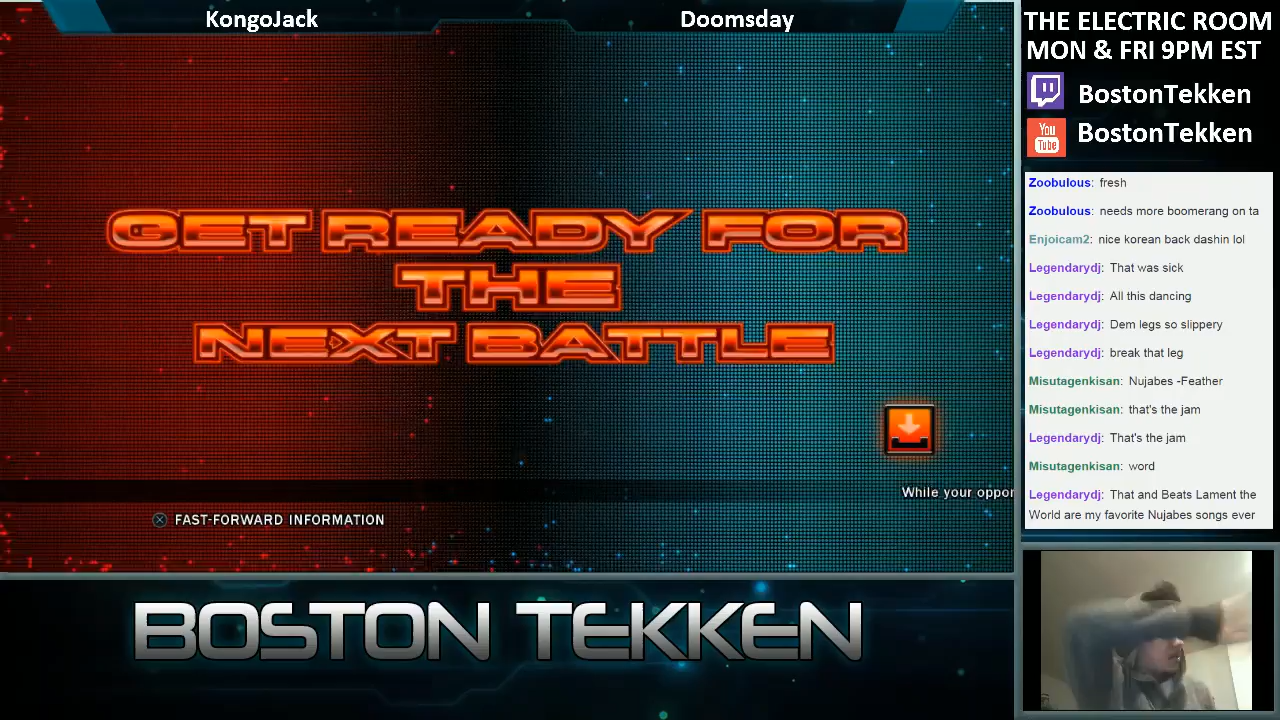 KongoJack
Doomsday
THE ELECTRIC ROOM
MON & FRI 9PM EST
BostonTekken
You
Tube
BostonTekken
GET READY FOR
THE
NEXT BATTLE
While your oppor
FAST-FORWARD INFORMATION
BOSTON TEKKEN
Zoobulous: fresh
Zoobulous: needs more boomerang on ta
Enjoicam2: nice korean back dashin lol
Legendarydj: That was sick
Legendarydj: All this dancing
Legendarydj: Dem legs so slippery
Legendarydj: break that leg
Misutagenkisan: Nujabes -Feather
Misutagenkisan: that's the jam
Legendarydj: That's the jam
Misutagenkisan: word
Legendarydj: That and Beats Lament the
World are my favorite Nujabes songs ever